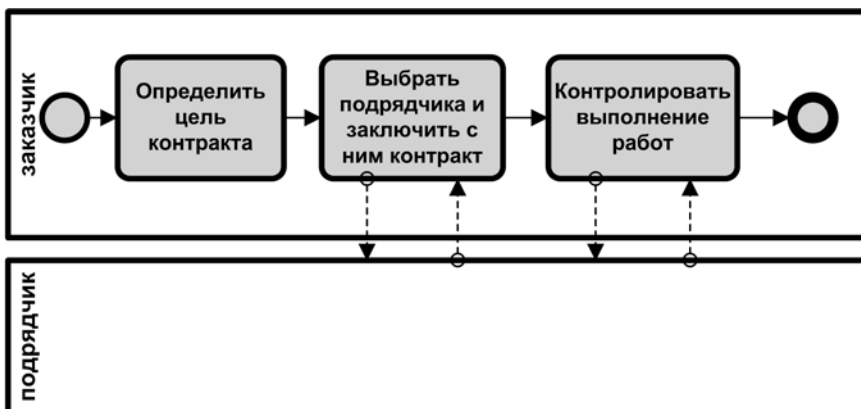 заказчик
Определить
цель
контракта
Выбрать
подрядчика и
заключить с
ним контракт
Контролировать
выполнение
работ
подрядчик